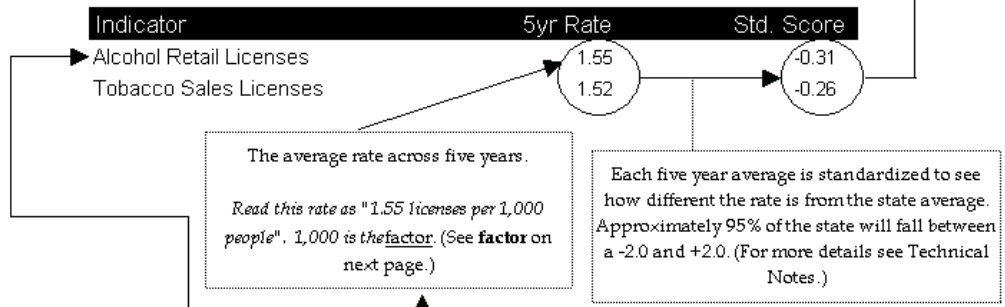 Indicator 5yr Rate Std. Score
Alcohol Retail Licenses 1.55 -0.31
Tobacco Sales Licenses 1.52 -0.26
The average rate across five years.
Read this rate as "1.55 licenses per 1,000
people". 1,000 is the factor. (See factor on
next page.)
Each five year average is standardized to see
how different the rate is from the state average.
Approximately 95% of the state will fall between
a -2.0 and +2.0. (For more details see Technical
Notes.)